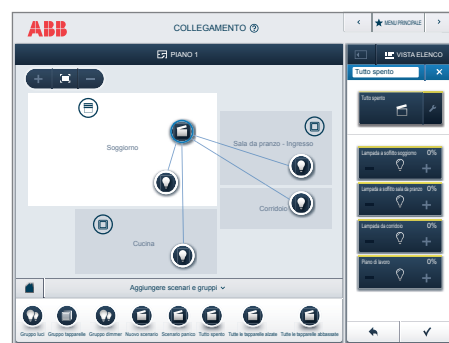 ABB
COLLEGAMENTO ?
MENU PRINCIPALE
PIANO 1
VISTA ELENCO
Tutto spento
Tutto spento
Soggiorno
Sala da pranzo - Ingresso
Corridoio
Cucina
Lampada a soffitto soggiorno 0%
Lampada a soffitto sala da pranzo 0%
Lampada da corridoio 0%
Piano di lavoro 0%
Aggiungere scenari e gruppi
Gruppo luci
Gruppo tapparelle
Gruppo dimmer
Nuovo scenario
Scenario panico
Tutto spento
Tutte le tapparelle alzate
Tutte le tapparelle abbassate